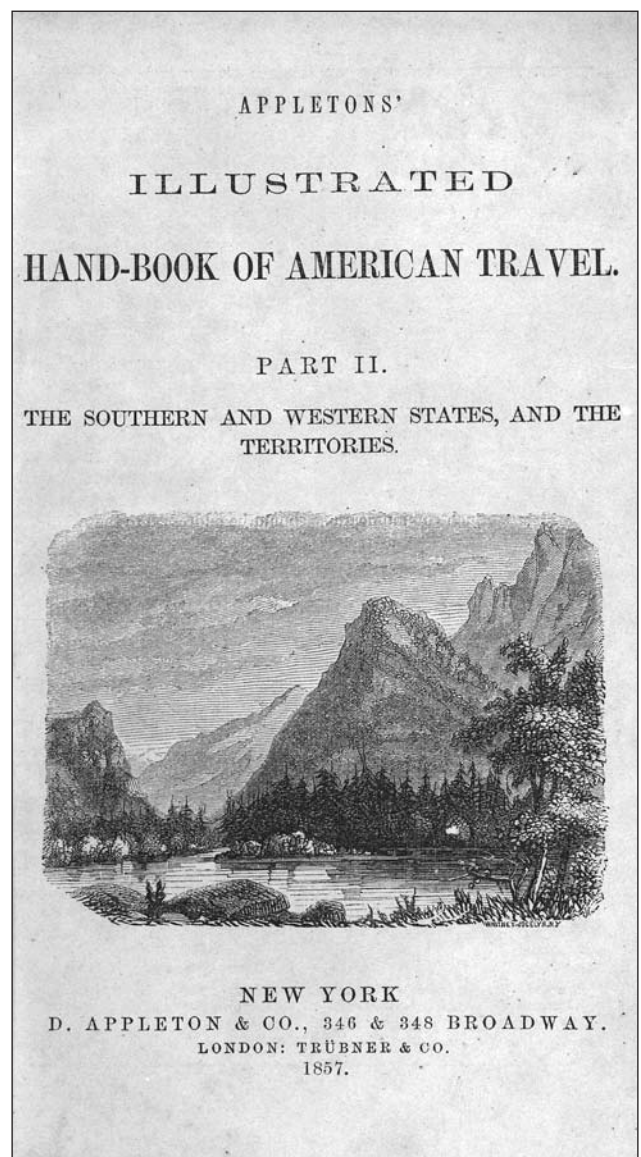 APPLETONS'
ILLUSTRATED
HAND-BOOK OF AMERICAN TRAVEL.
PART II.
THE SOUTHERN AND WESTERN STATES, AND THE
TERRITORIES.
NEW YORK
D. APPLETON & CO., 346 & 348 BROADWAY.
LONDON: TRÜBNER & CO.
1857.